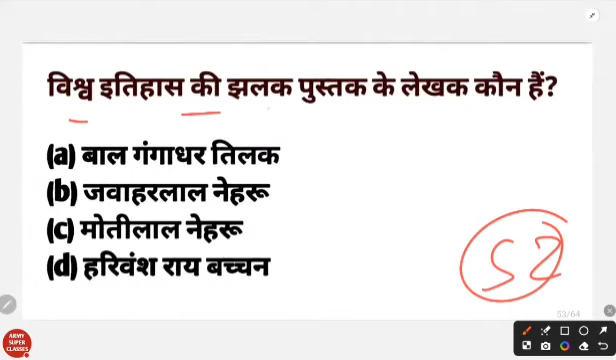 विश्व इतिहास की झलक पुस्तक के लेखक कौन हैं?
(a) बाल गंगाधर तिलक
(b) जवाहरलाल नेहरू
(c) मोतीलाल नेहरू
(d) हरिवंश राय बच्चन
52
53/64
ARMY
SUPER
CLASSES